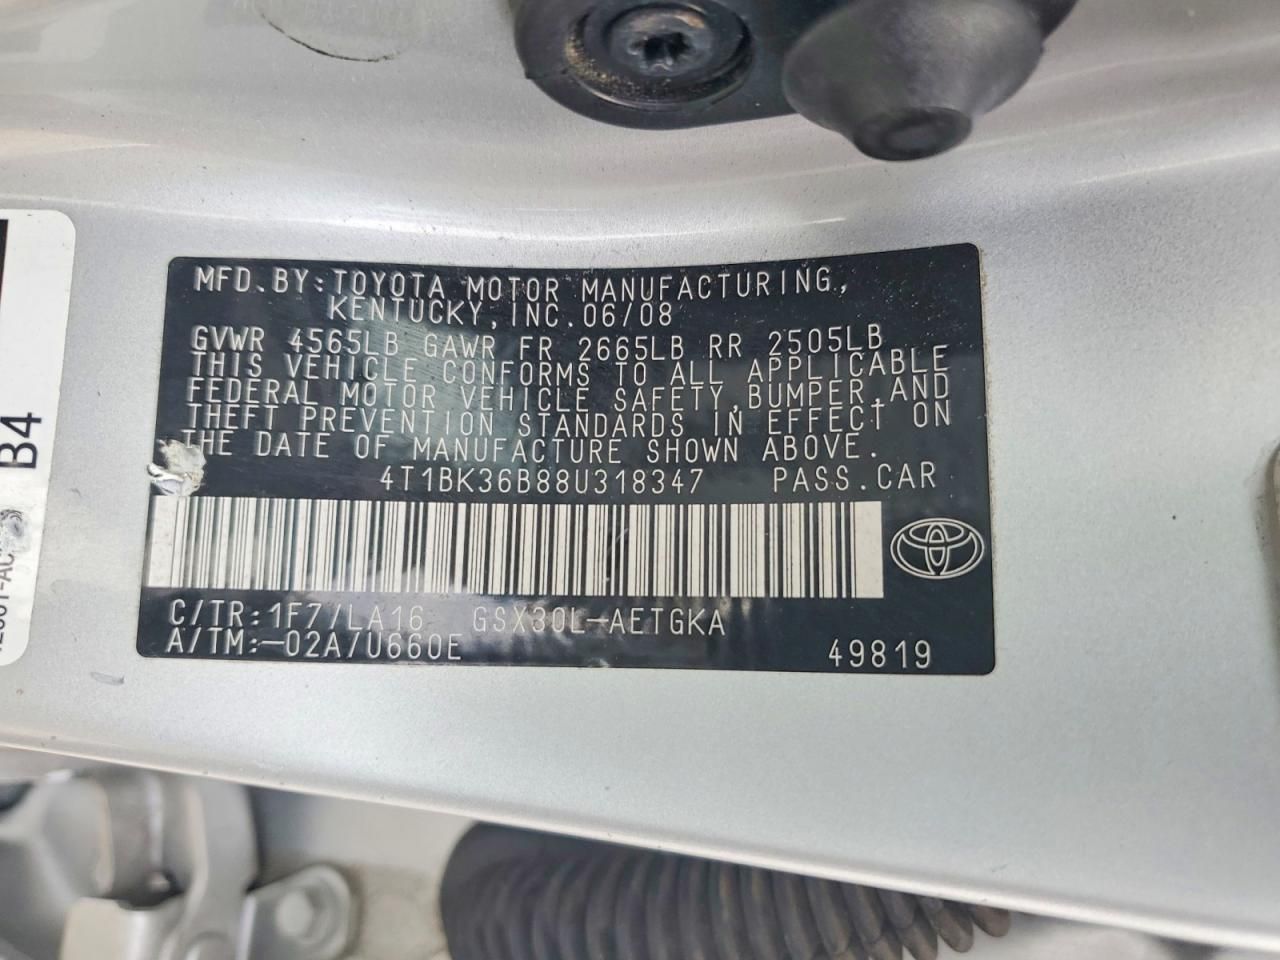 MFD. BY: TOYOTA MOTOR MANUFACTURING,
KENTUCKY, INC. 06/08
GVWR 4565LB GAWR FR 2665LB RR 2505LB
THIS VEHICLE CONFORMS TO ALL APPLICABLE
FEDERAL MOTOR VEHICLE SAFETY, BUMPER, AND
THEFT PREVENTION STANDARDS IN EFFECT ON
THE DATE OF MANUFACTURE SHOWN ABOVE.
4T1BK36B88U318347 PASS. CAR
C/TR: 1F7/LA16 GSX30L-AETGKA
A/TM: -02A/U660E 49819
B4